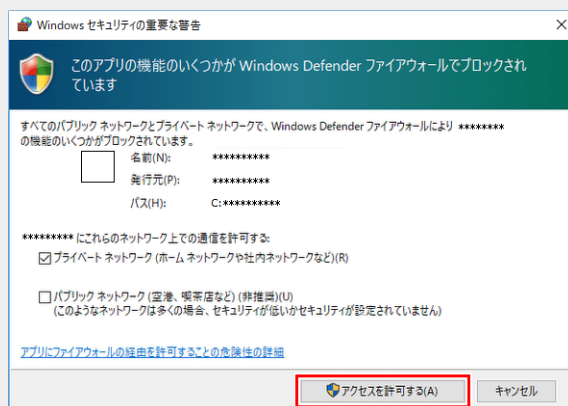 Windows セキュリティの重要な警告
このアプリの機能のいくつかが Windows Defender ファイアウォールでブロックされ
ています
すべてのパブリック ネットワークとプライベート ネットワークで、Windows Defender ファイアウォールにより ********
の機能のいくつかがブロックされています。
名前(N): **********
発行元(P): **********
パス(H): C:**********
********* にこれらのネットワーク上での通信を許可する:
プライベート ネットワーク (ホーム ネットワークや社内ネットワークなど)(R)
パブリック ネットワーク (空港、喫茶店など) (非推奨)(U)
(このようなネットワークは多くの場合、セキュリティが低いかセキュリティが設定されていません)
アプリにファイアウォールの経由を許可することの危険性の詳細
アクセスを許可する(A) キャンセル